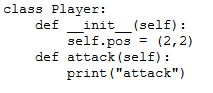 class Player:
    def __init__(self):
        self.pos = (2,2)
    def attack(self):
        print("attack")